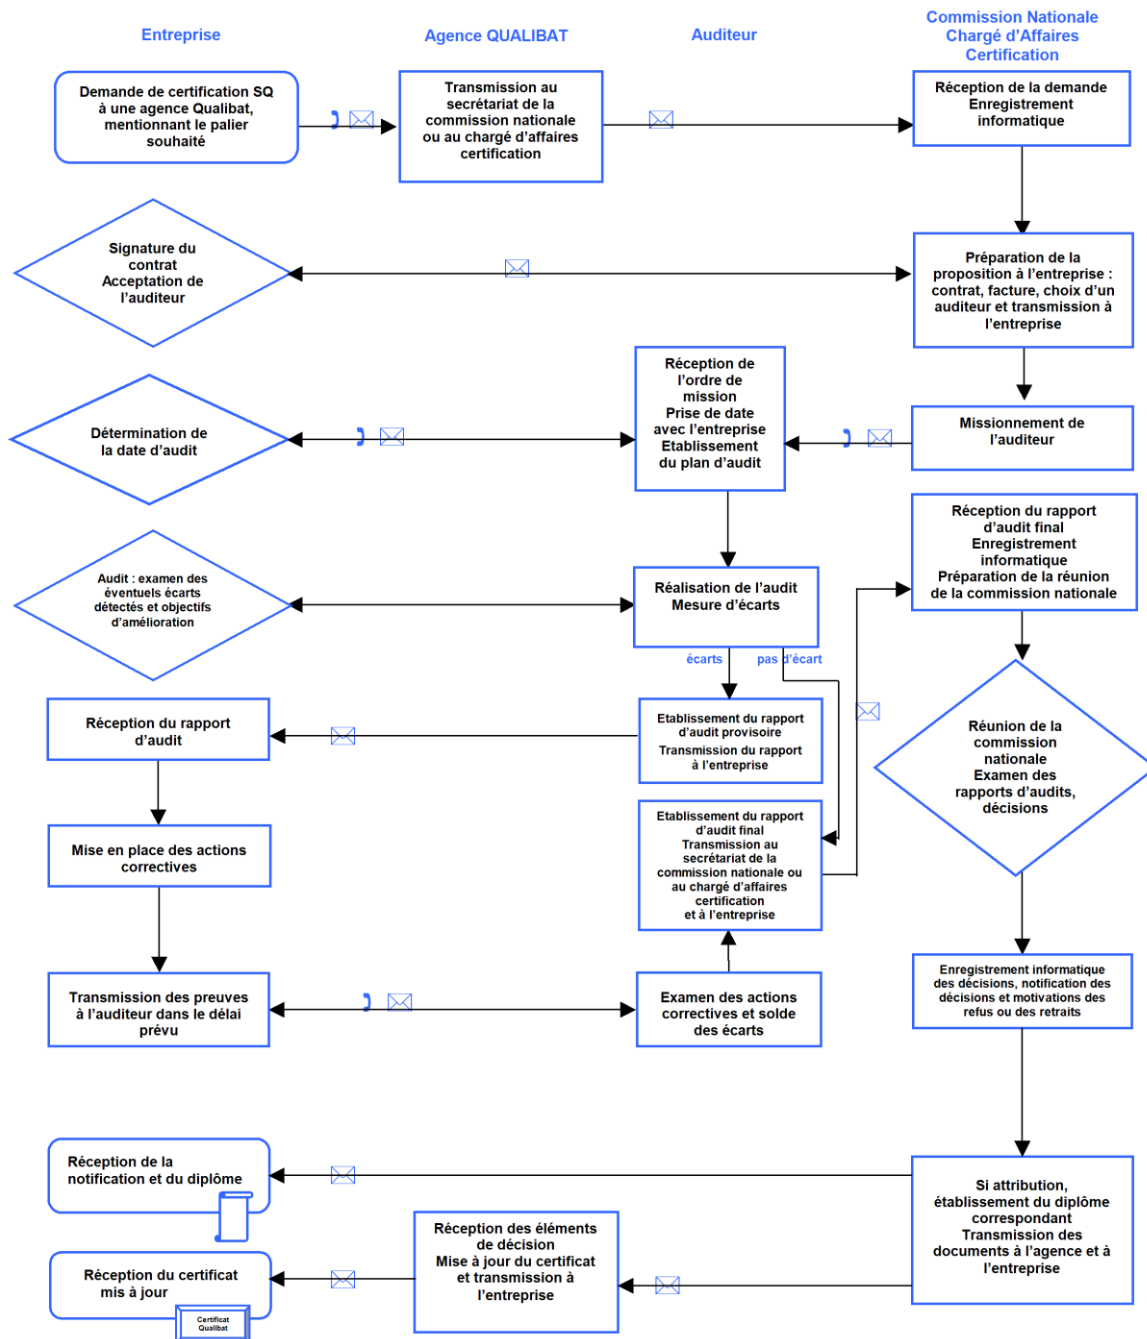 Entreprise
Agence QUALIBAT
Auditeur
Commission Nationale
Chargé d'Affaires
Certification
Demande de certification SQ
à une agence Qualibat,
mentionnant le palier
souhaité
Transmission au
secrétariat de la
commission nationale
ou au chargé d'affaires
certification
Réception de la demande
Enregistrement
informatique
Signature du
contrat
Acceptation de
l'auditeur
Préparation de la
proposition à l'entreprise :
contrat, facture, choix d'un
auditeur et transmission à
l'entreprise
Détermination de
la date d'audit
Réception de
l'ordre de
mission
Prise de date
avec l'entreprise
Etablissement
du plan d'audit
Missionnement de
l'auditeur
Réception du rapport
d'audit final
Enregistrement
informatique
Préparation de la réunion
de la commission nationale
Audit : examen des
éventuels écarts
détectés et objectifs
d'amélioration
Réalisation de l'audit
Mesure d'écarts
écarts
pas d'écart
Réception du rapport
d'audit
Etablissement du rapport
d'audit provisoire
Transmission du rapport
à l'entreprise
Réunion de la
commission
nationale
Examen des
rapports d'audits,
décisions
Mise en place des actions
correctives
Etablissement du rapport
d'audit final
Transmission au
secrétariat de la
commission nationale ou
au chargé d'affaires
certification
et à l'entreprise
Transmission des preuves
à l'auditeur dans le délai
prévu
Examen des actions
correctives et solde
des écarts
Enregistrement informatique
des décisions, notification des
décisions et motivations des
refus ou des retraits
Réception de la
notification et du diplôme
Si attribution,
établissement du diplôme
correspondant
Transmission des
documents à l'agence et à
l'entreprise
Réception des éléments
de décision
Mise à jour du certificat
et transmission à
l'entreprise
Réception du certificat
mis à jour
Certificat
Qualibat